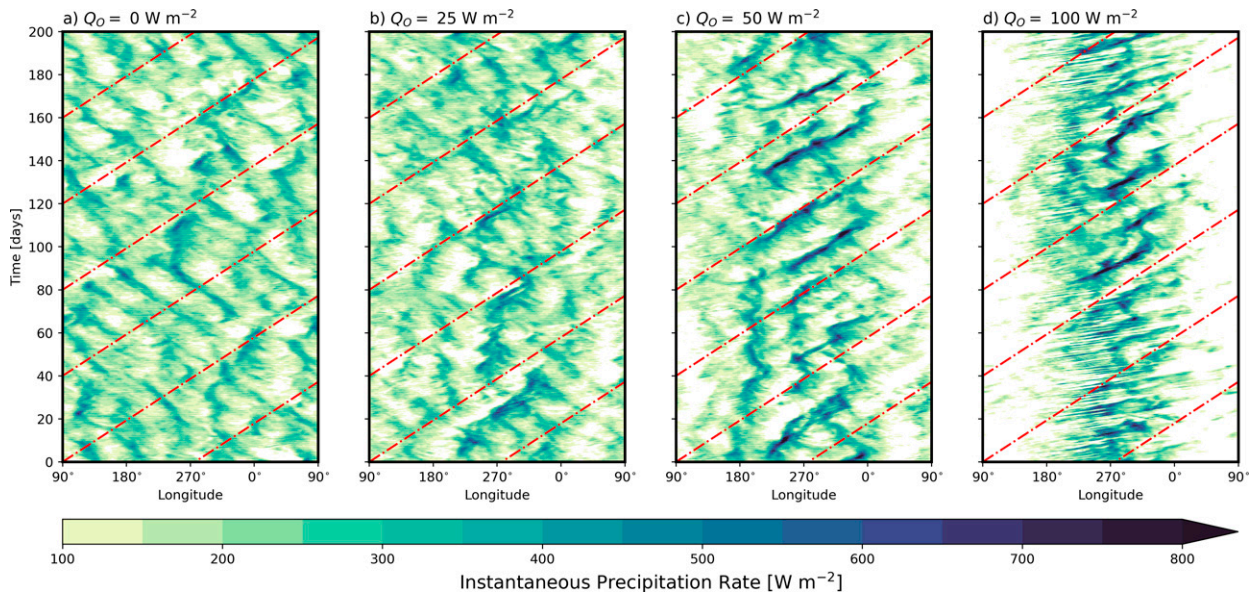 a) Q_O = 0 W m⁻²
b) Q_O = 25 W m⁻²
c) Q_O = 50 W m⁻²
d) Q_O = 100 W m⁻²
200
180
160
140
120
100
80
60
40
20
0
Time [days]
90° 180° 270° 0° 90°
90° 180° 270° 0° 90°
90° 180° 270° 0° 90°
90° 180° 270° 0° 90°
Longitude Longitude Longitude Longitude
100 200 300 400 500 600 700 800
Instantaneous Precipitation Rate [W m⁻²]